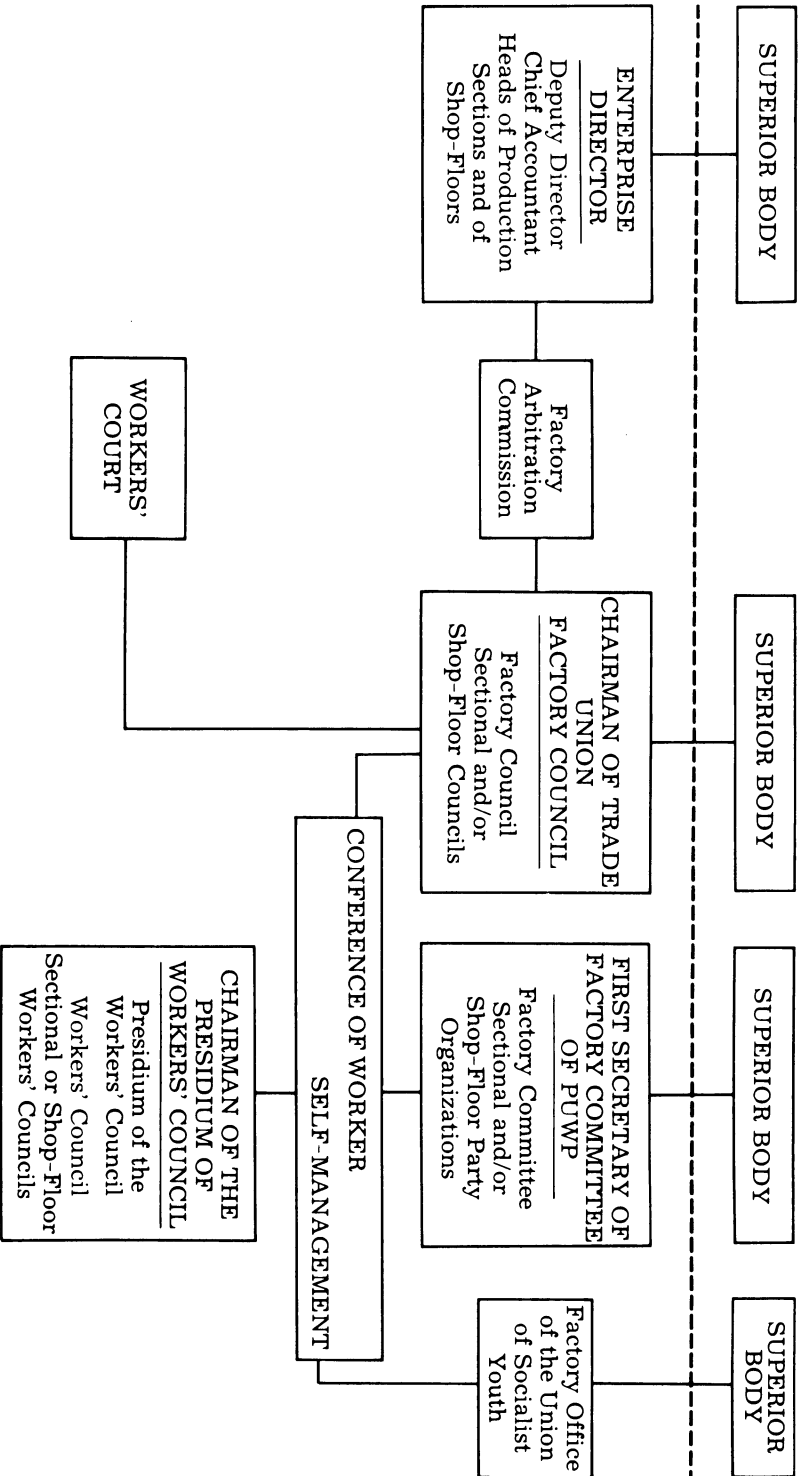 SUPERIOR BODY
SUPERIOR BODY
SUPERIOR BODY
SUPERIOR
BODY
ENTERPRISE
DIRECTOR
Deputy Director
Chief Accountant
Heads of Production
Sections and of
Shop-Floors
Factory
Arbitration
Commission
CHAIRMAN OF TRADE
UNION
FACTORY COUNCIL
Factory Council
Sectional and/or
Shop-Floor Councils
FIRST SECRETARY OF
FACTORY COMMITTEE
OF PUWP
Factory Committee
Sectional and/or
Shop-Floor Party
Organizations
Factory Office
of the Union
of Socialist
Youth
CONFERENCE OF WORKER
SELF-MANAGEMENT
WORKERS'
COURT
CHAIRMAN OF THE
PRESIDIUM OF
WORKERS' COUNCIL
Presidium of the
Workers' Council
Workers' Council
Sectional or Shop-Floor
Workers' Councils